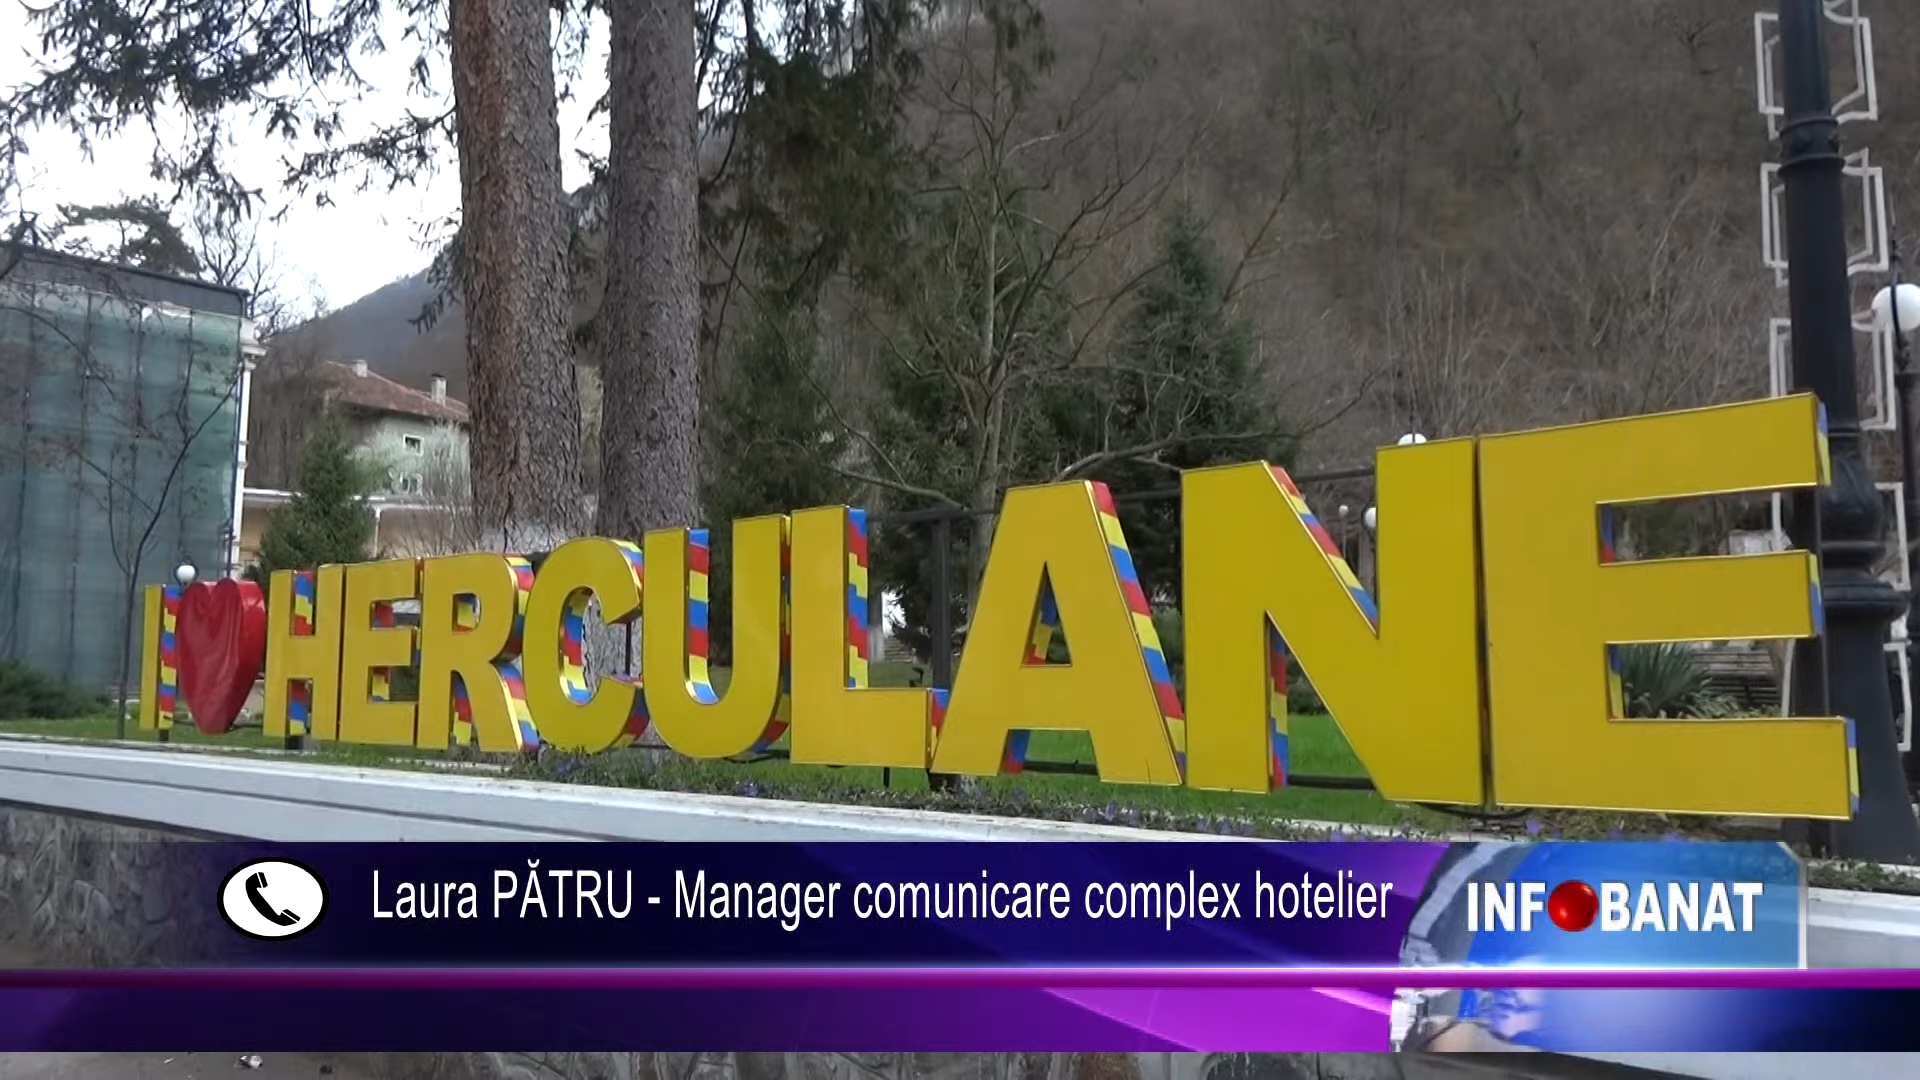 I ❤ HERCULANE
Laura PĂTRU - Manager comunicare complex hotelier
INFOBANAT